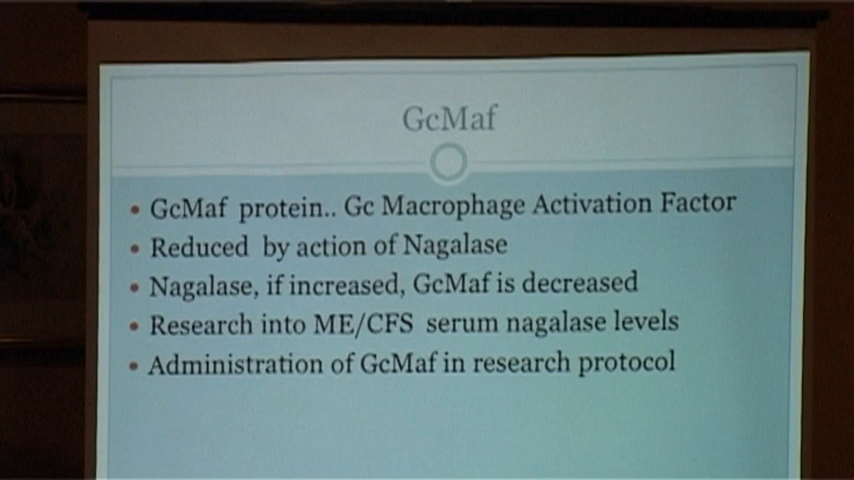 GcMaf
• GcMaf protein.. Gc Macrophage Activation Factor
• Reduced by action of Nagalase
• Nagalase, if increased, GcMaf is decreased
• Research into ME/CFS serum nagalase levels
• Administration of GcMaf in research protocol